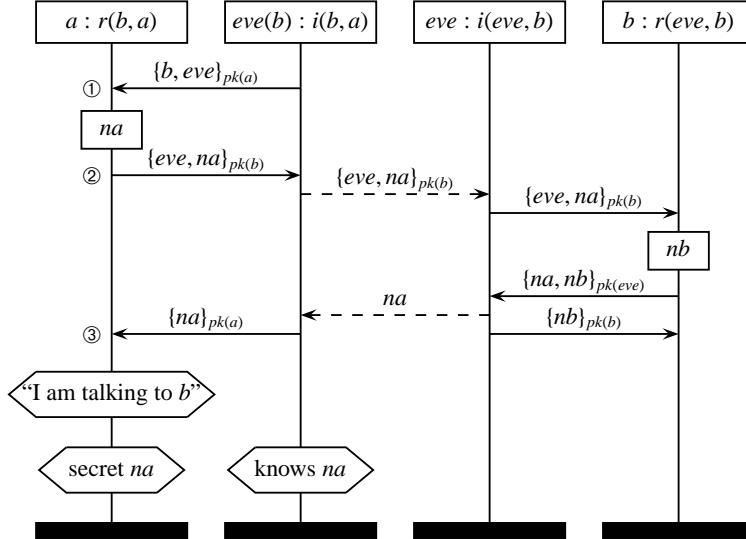 a : r(b, a)
eve(b) : i(b, a)
eve : i(eve, b)
b : r(eve, b)
① {b, eve}pk(a)
na
② {eve, na}pk(b)
{eve, na}pk(b)
{eve, na}pk(b)
nb
{na, nb}pk(eve)
na
③ {na}pk(a)
{nb}pk(b)
“I am talking to b”
secret na
knows na